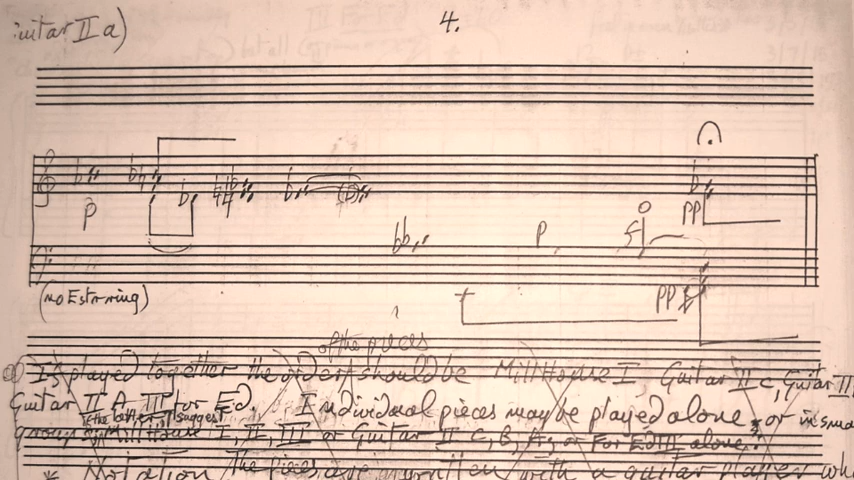 uitar II a)
4.
p
pp
p
(no E string)
pp
of the pieces
If played together the order should be Mill House I, Guitar II c, Guitar II
Guitar II A, III for Ed. Individual pieces may be played alone, or in sma
I suggest
groups Mill House I, II, III or Guitar II C, B, A, or For Ed III alone.
* Notation The pieces are written with a guitar player wh